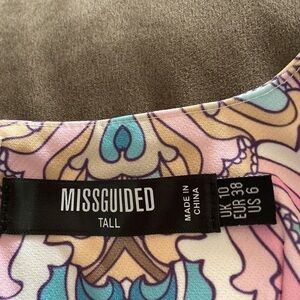 MISSGUIDED
TALL
MADE IN
CHINA
UK 10
EUR 38
US 6